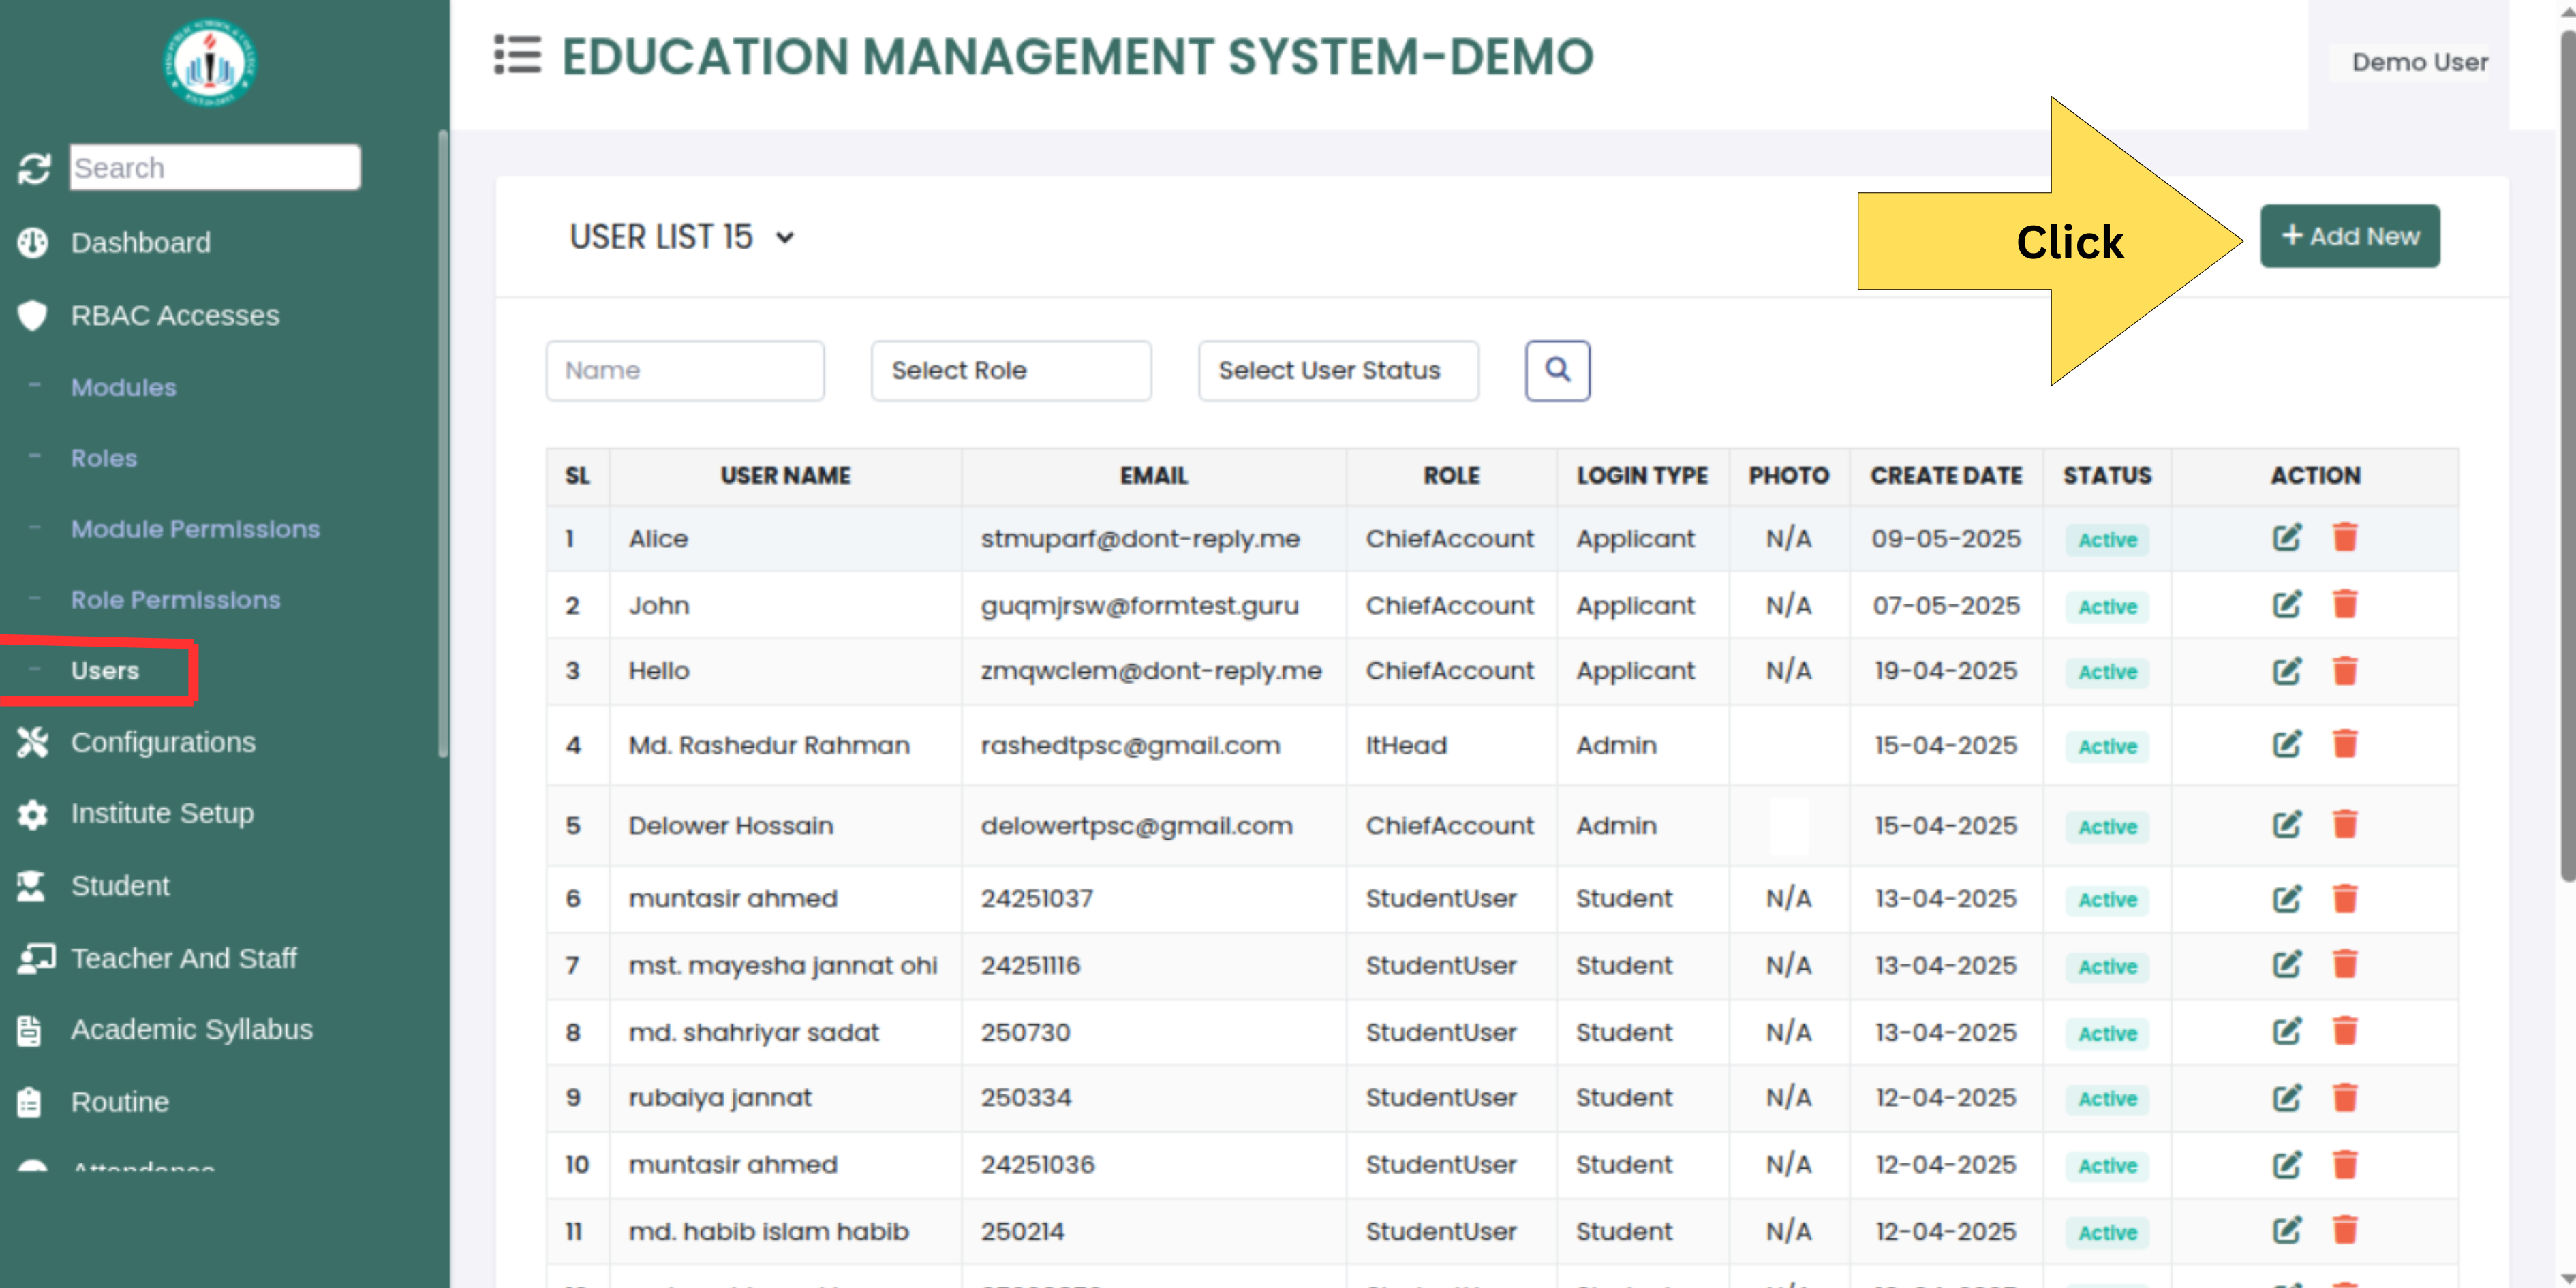 EDUCATION MANAGEMENT SYSTEM-DEMO
Demo User
Search
Dashboard
RBAC Accesses
Modules
Roles
Module Permissions
Role Permissions
Users
Configurations
Institute Setup
Student
Teacher And Staff
Academic Syllabus
Routine
Attendance
USER LIST 15
Click
+ Add New
Name
Select Role
Select User Status
SL USER NAME EMAIL ROLE LOGIN TYPE PHOTO CREATE DATE STATUS ACTION
1 Alice stmuparf@dont-reply.me ChiefAccount Applicant N/A 09-05-2025 Active
2 John guqmjrsw@formtest.guru ChiefAccount Applicant N/A 07-05-2025 Active
3 Hello zmqwclem@dont-reply.me ChiefAccount Applicant N/A 19-04-2025 Active
4 Md. Rashedur Rahman rashedtpsc@gmail.com ItHead Admin 15-04-2025 Active
5 Delower Hossain delowertpsc@gmail.com ChiefAccount Admin 15-04-2025 Active
6 muntasir ahmed 24251037 StudentUser Student N/A 13-04-2025 Active
7 mst. mayesha jannat ohi 24251116 StudentUser Student N/A 13-04-2025 Active
8 md. shahriyar sadat 250730 StudentUser Student N/A 13-04-2025 Active
9 rubaiya jannat 250334 StudentUser Student N/A 12-04-2025 Active
10 muntasir ahmed 24251036 StudentUser Student N/A 12-04-2025 Active
11 md. habib islam habib 250214 StudentUser Student N/A 12-04-2025 Active